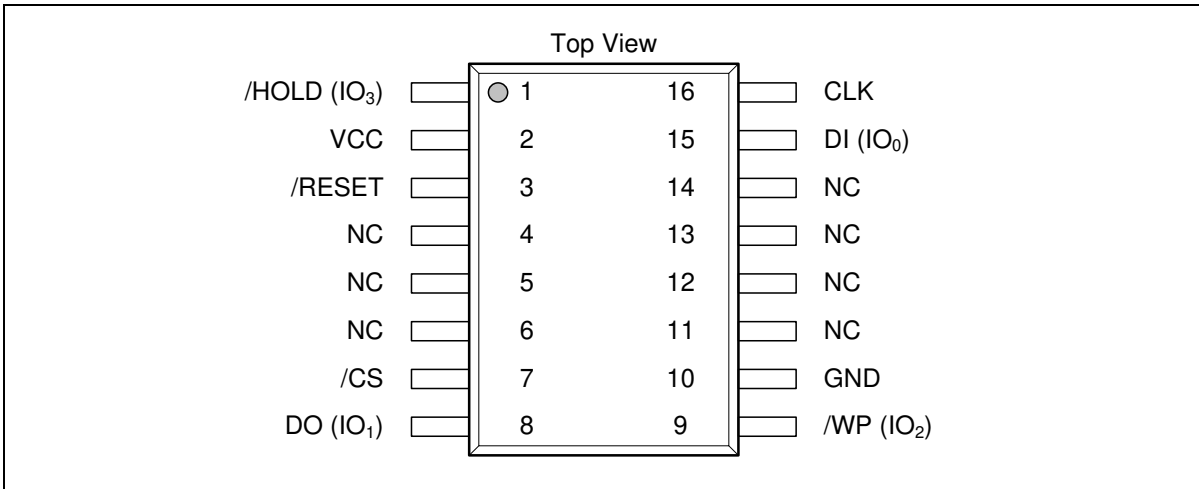 Top View
/HOLD (IO₃) 1 16 CLK
VCC 2 15 DI (IO₀)
/RESET 3 14 NC
NC 4 13 NC
NC 5 12 NC
NC 6 11 NC
/CS 7 10 GND
DO (IO₁) 8 9 /WP (IO₂)